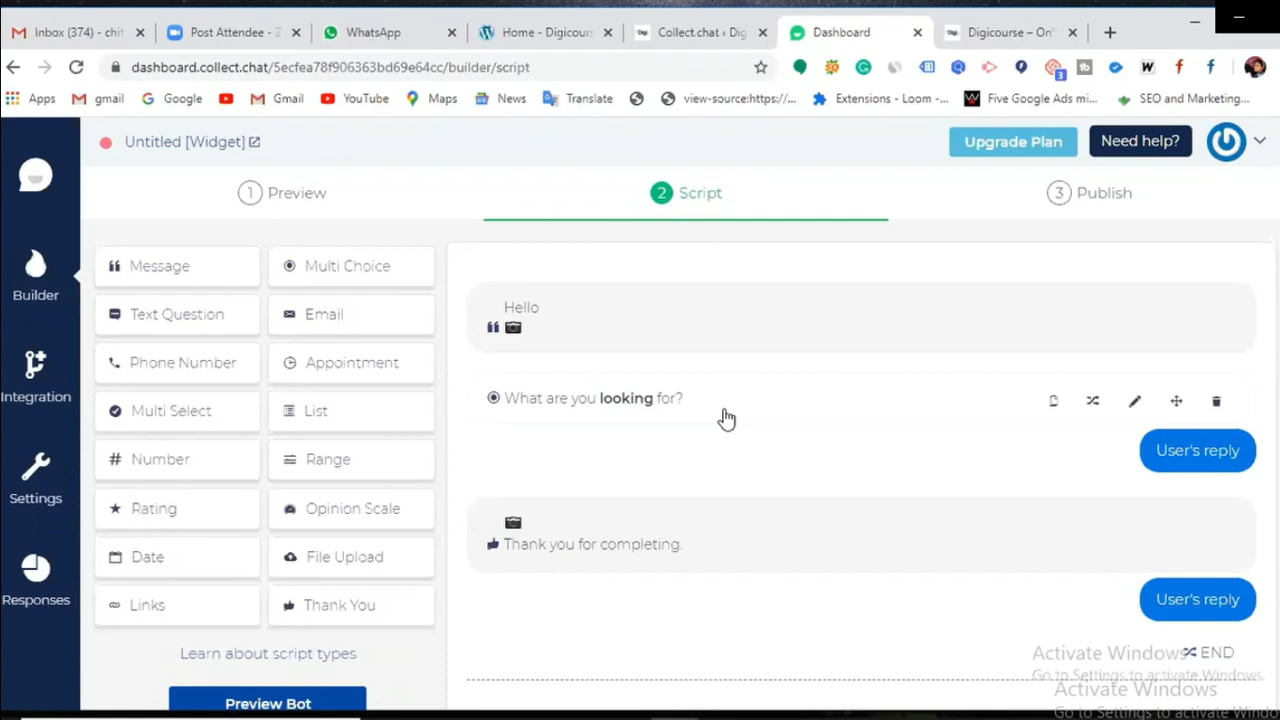 Inbox (374) - chit
Post Attendee - Z
WhatsApp
Home - Digicours
Collect.chat ‹ Dig
Dashboard
Digicourse – On
dashboard.collect.chat/5ecfea78f906363bd69e64cc/builder/script
3
Apps
gmail
Google
Gmail
YouTube
Maps
News
Translate
view-source:https://...
Extensions - Loom -...
Five Google Ads mi...
SEO and Marketing...
Untitled [Widget]
Upgrade Plan
Need help?
1 Preview
2 Script
3 Publish
Builder
Integration
Settings
Responses
Message
Multi Choice
Text Question
Email
Phone Number
Appointment
Multi Select
List
Number
Range
Rating
Opinion Scale
Date
File Upload
Links
Thank You
Learn about script types
Preview Bot
Hello
What are you looking for?
User's reply
Thank you for completing.
User's reply
END
Activate Windows
Go to Settings to activate Windows.
Activate Windows
Go to Settings to activate Windo